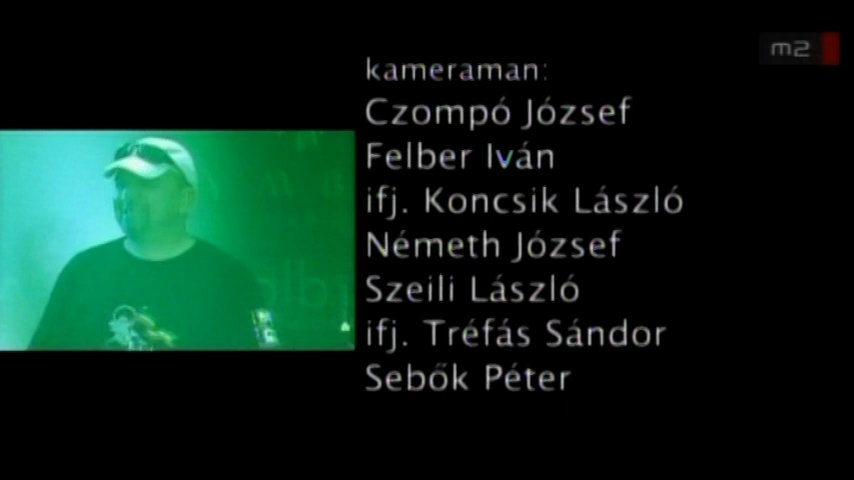 m2
kameraman:
Czompó József
Felber Iván
ifj. Koncsik László
Németh József
Szeili László
ifj. Tréfás Sándor
Sebők Péter